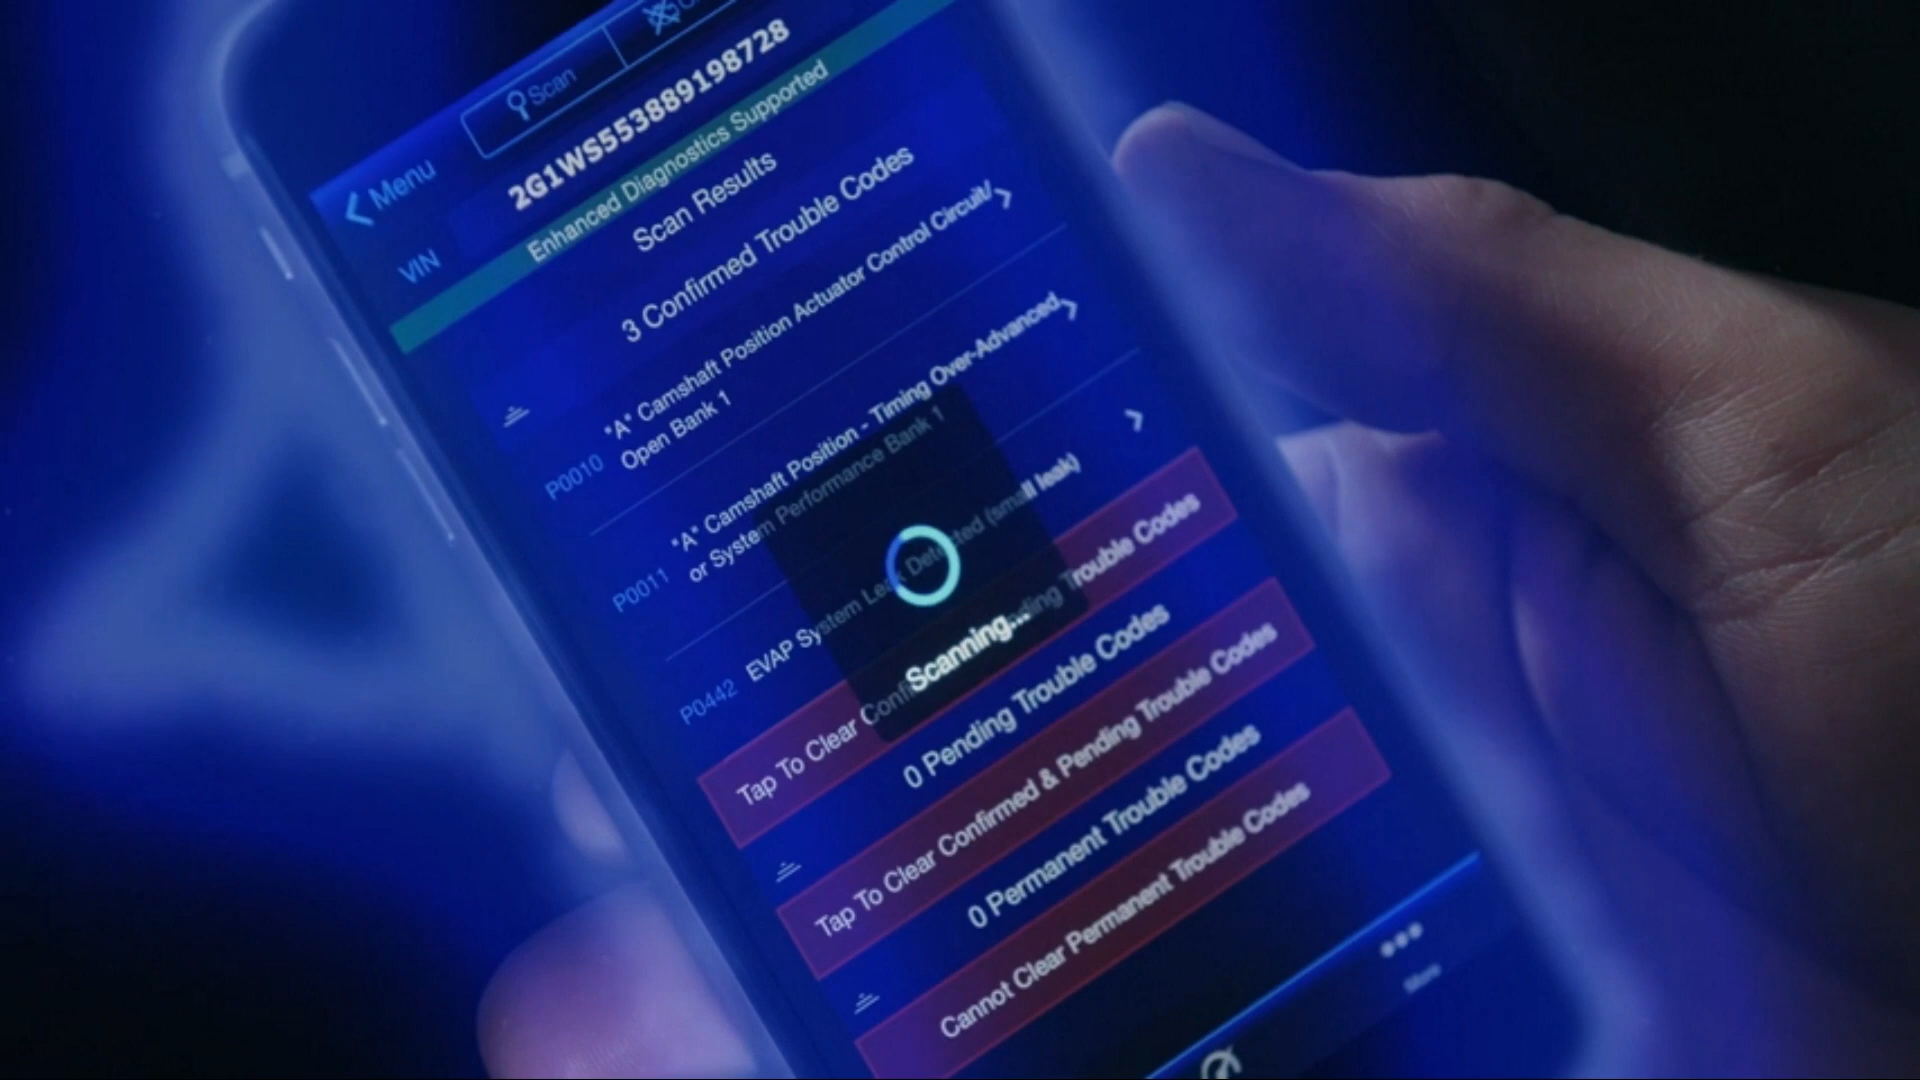 Scan
Menu
VIN
2G1WS553889198728
Enhanced Diagnostics Supported
Scan Results
3 Confirmed Trouble Codes
P0010
"A" Camshaft Position Actuator Control Circuit/
Open Bank 1
P0011
"A" Camshaft Position - Timing Over-Advanced
or System Performance Bank 1
P0442
EVAP System Leak Detected (small leak)
Scanning...
Tap To Clear Confirmed Trouble Codes
0 Pending Trouble Codes
Tap To Clear Confirmed & Pending Trouble Codes
0 Permanent Trouble Codes
Cannot Clear Permanent Trouble Codes
More